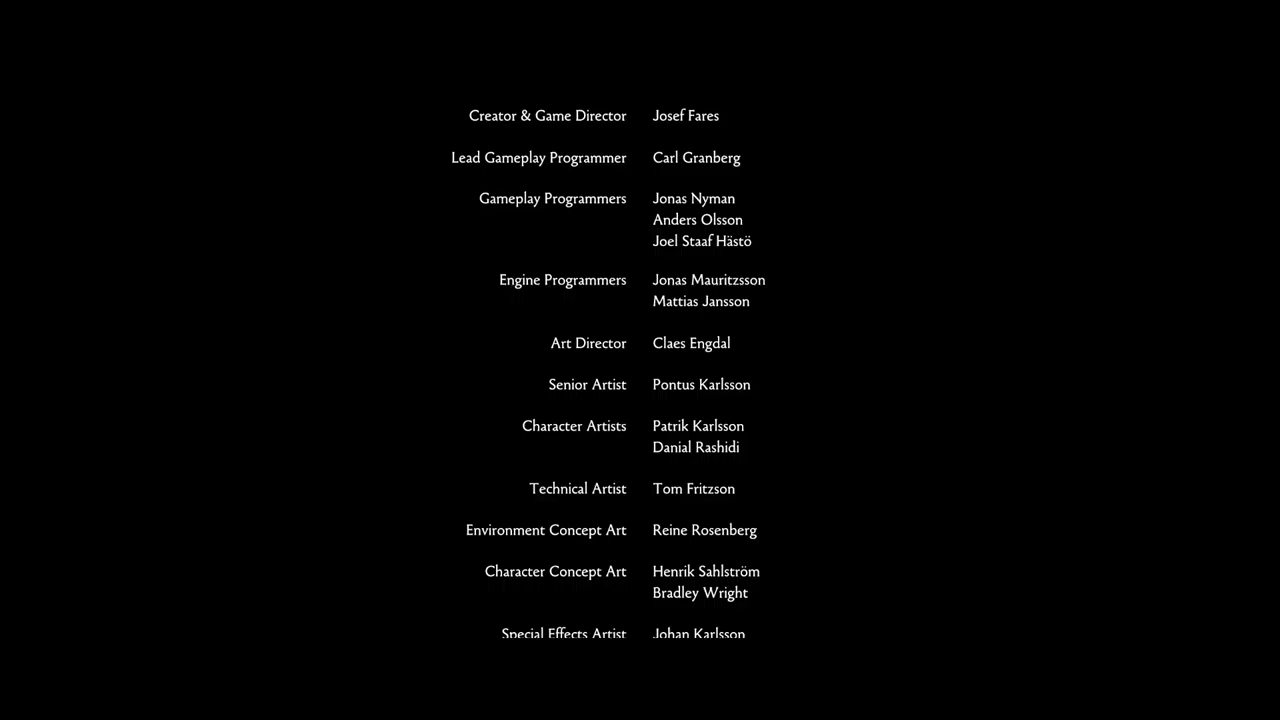 Creator & Game Director Josef Fares
Lead Gameplay Programmer Carl Granberg
Gameplay Programmers Jonas Nyman
Anders Olsson
Joel Staaf Hästö
Engine Programmers Jonas Mauritzsson
Mattias Jansson
Art Director Claes Engdal
Senior Artist Pontus Karlsson
Character Artists Patrik Karlsson
Danial Rashidi
Technical Artist Tom Fritzson
Environment Concept Art Reine Rosenberg
Character Concept Art Henrik Sahlström
Bradley Wright
Special Effects Artist Johan Karlsson